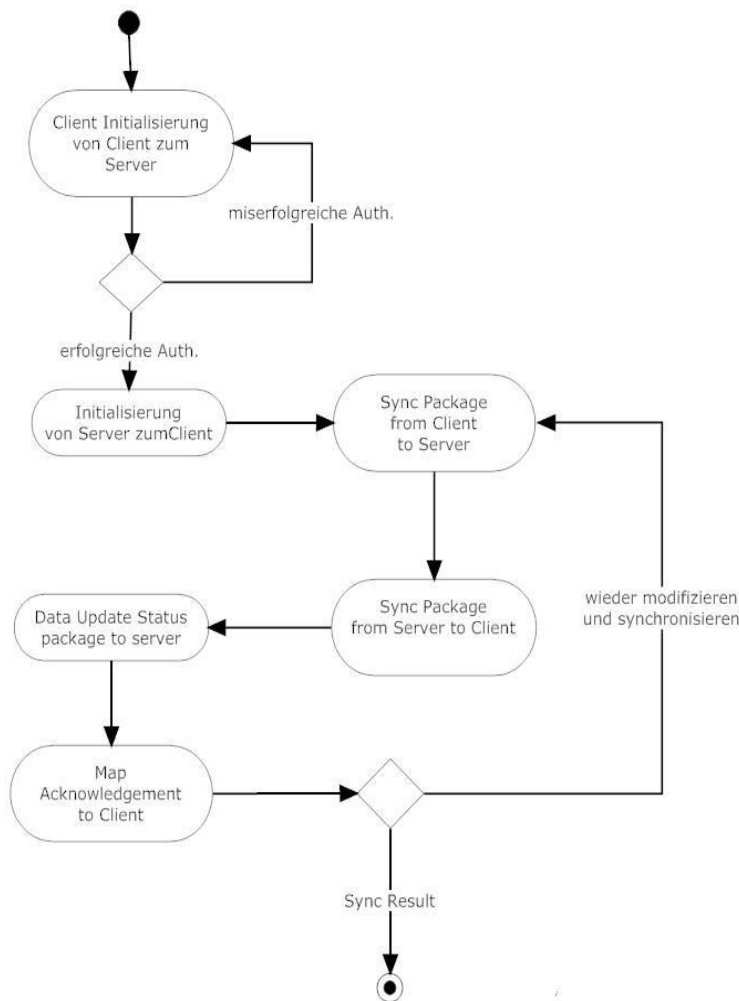 Client Initialisierung
von Client zum
Server
miserfolgreiche Auth.
erfolgreiche Auth.
Initialisierung
von Server zumClient
Sync Package
from Client
to Server
Sync Package
from Server to Client
wieder modifizieren
und synchronisieren
Data Update Status
package to server
Map
Acknowledgement
to Client
Sync Result